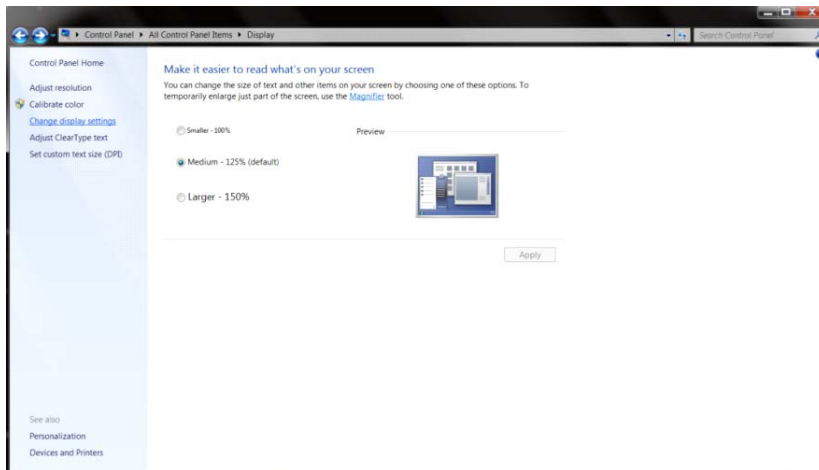 Control Panel ▸ All Control Panel Items ▸ Display
Search Control Panel
Control Panel Home
Adjust resolution
Calibrate color
Change display settings
Adjust ClearType text
Set custom text size (DPI)
See also
Personalization
Devices and Printers
Make it easier to read what's on your screen
You can change the size of text and other items on your screen by choosing one of these options. To
temporarily enlarge just part of the screen, use the Magnifier tool.
Smaller - 100%
Preview
Medium - 125% (default)
Larger - 150%
Apply